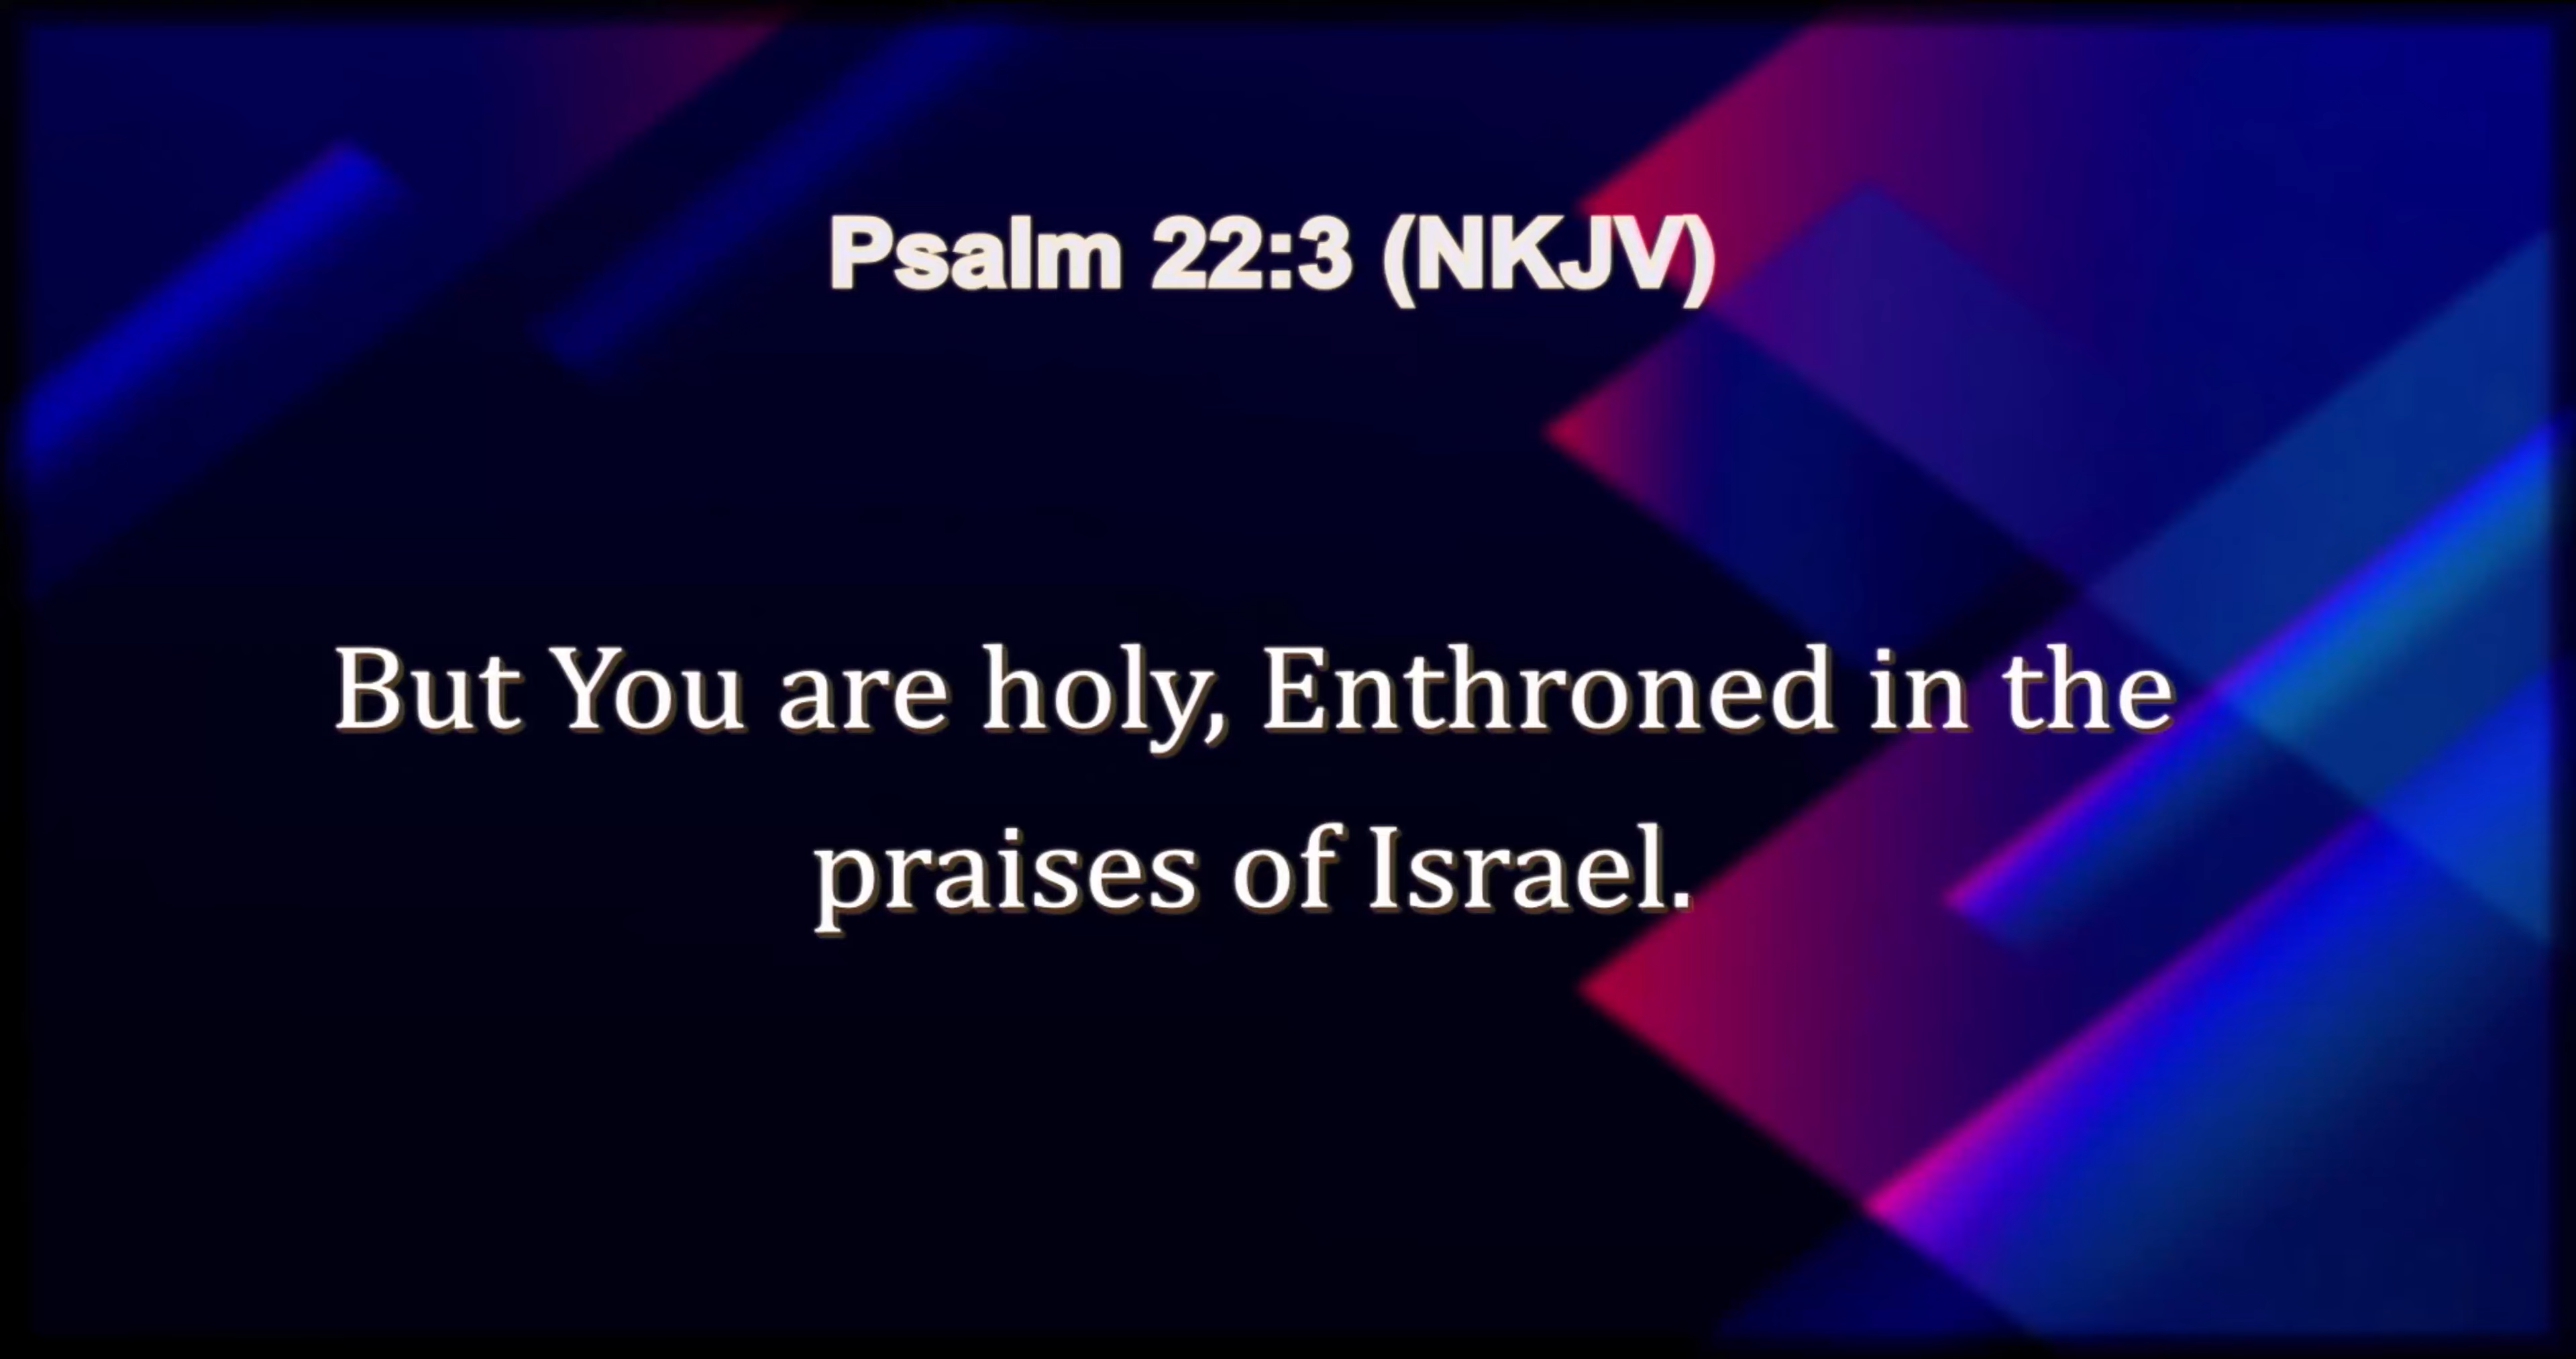 Psalm 22:3 (NKJV)
But You are holy, Enthroned in the
praises of Israel.